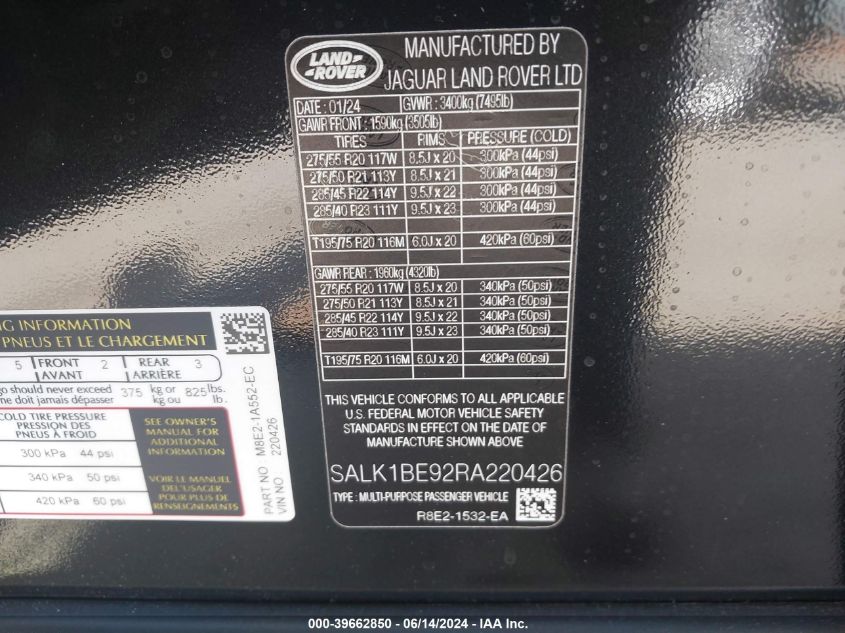 LAND
ROVER
MANUFACTURED BY
JAGUAR LAND ROVER LTD
DATE : 01/24 GVWR : 3400kg (7495lb)
GAWR FRONT : 1590kg (3505lb)
TIRES RIMS PRESSURE (COLD)
275/55 R20 117W 8.5J x 20 300kPa (44psi)
275/50 R21 113Y 8.5J x 21 300kPa (44psi)
285/45 R22 114Y 9.5J x 22 300kPa (44psi)
285/40 R23 111Y 9.5J x 23 300kPa (44psi)
T195/75 R20 116M 6.0J x 20 420kPa (60psi)
GAWR REAR : 1960kg (4320lb)
275/55 R20 117W 8.5J x 20 340kPa (50psi)
275/50 R21 113Y 8.5J x 21 340kPa (50psi)
285/45 R22 114Y 9.5J x 22 340kPa (50psi)
285/40 R23 111Y 9.5J x 23 340kPa (50psi)
T195/75 R20 116M 6.0J x 20 420kPa (60psi)
THIS VEHICLE CONFORMS TO ALL APPLICABLE
U.S. FEDERAL MOTOR VEHICLE SAFETY
STANDARDS IN EFFECT ON THE DATE OF
MANUFACTURE SHOWN ABOVE
SALK1BE92RA220426
TYPE : MULTI-PURPOSE PASSENGER VEHICLE
R8E2-1532-EA
INFORMATION
PNEUS ET LE CHARGEMENT
5 FRONT 2 REAR 3
AVANT ARRIÈRE
should never exceed 375 kg or 825 lbs.
ne doit jamais dépasser kg ou lb.
COLD TIRE PRESSURE
PRESSION DES
PNEUS À FROID
300 kPa 44 psi
340 kPa 50 psi
420 kPa 60 psi
SEE OWNER'S
MANUAL FOR
ADDITIONAL
INFORMATION
VOIR LE MANUEL
DE L'USAGER
POUR PLUS DE
RENSEIGNEMENTS
PART NO M8E2-1A552-EC
VIN NO 220426
000-39662850 - 06/14/2024 - IAA Inc.